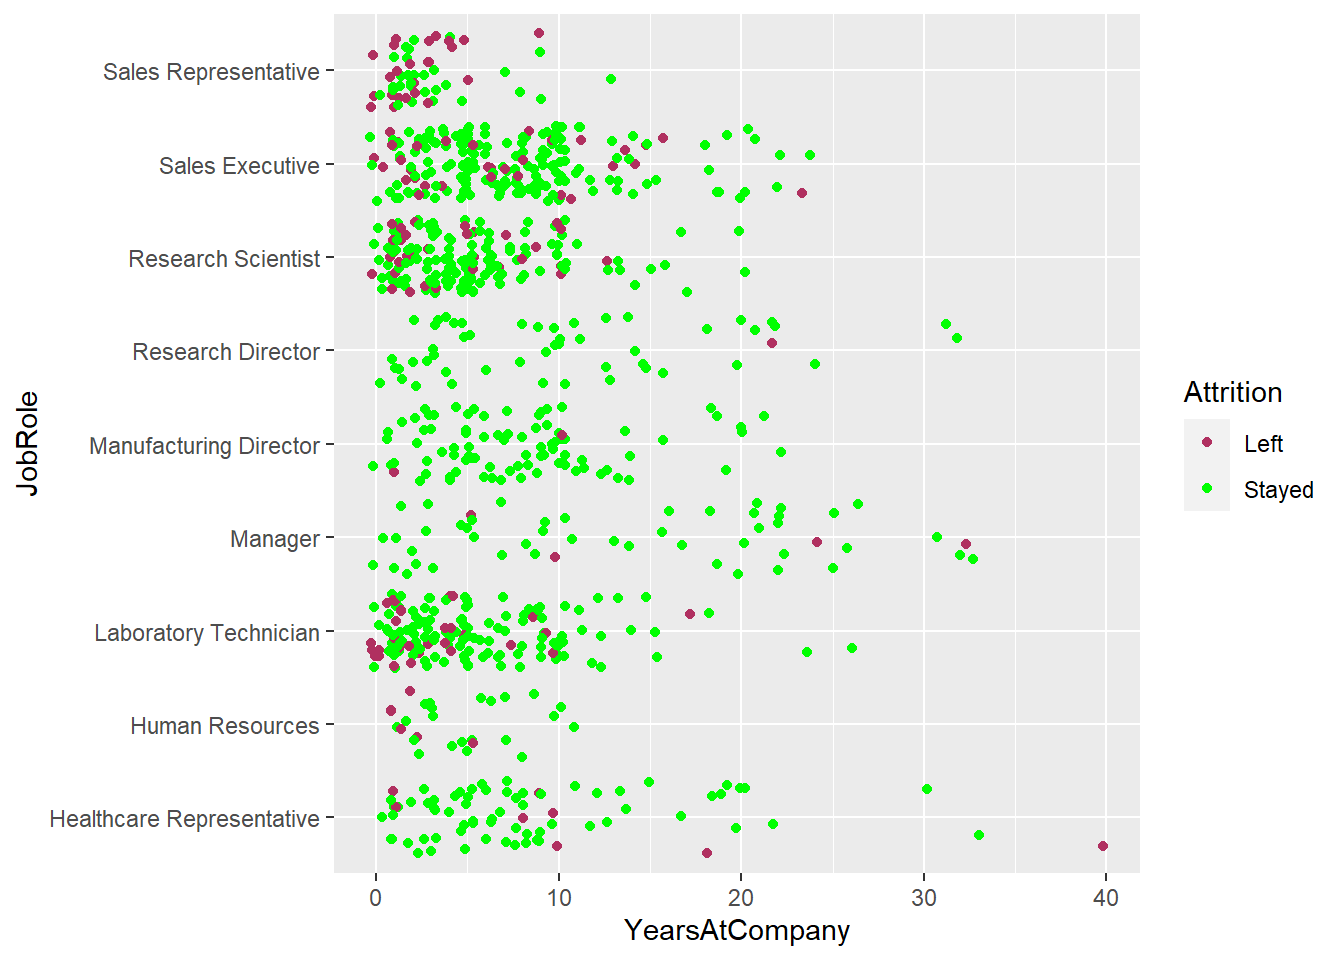 Sales Representative
Sales Executive
Research Scientist
Research Director
Manufacturing Director
Manager
Laboratory Technician
Human Resources
Healthcare Representative
JobRole
0 10 20 30 40
YearsAtCompany
Attrition
Left
Stayed